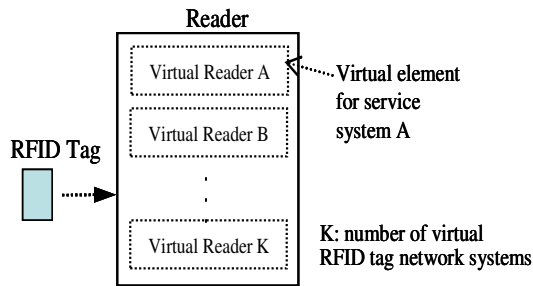 Reader
Virtual Reader A
Virtual element
for service
system A
Virtual Reader B
RFID Tag
Virtual Reader K
K: number of virtual
RFID tag network systems